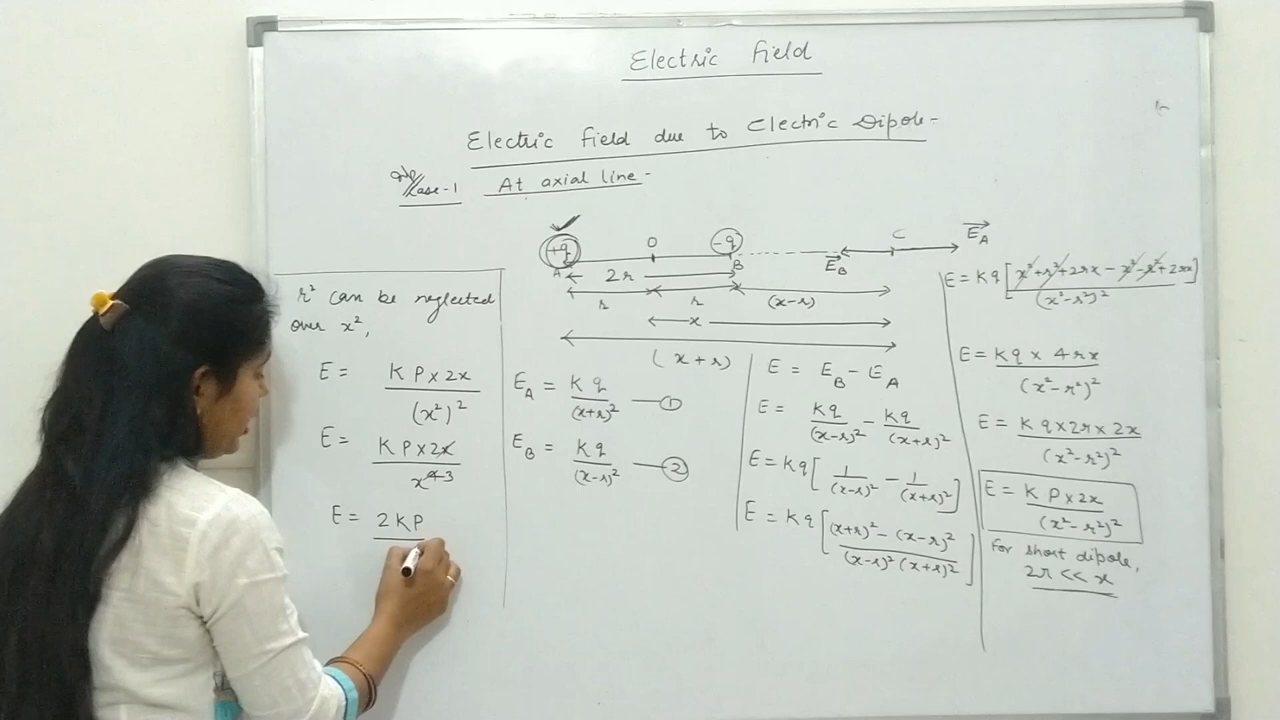 Electric field
Electric field due to Electric Dipole-
Case-1 At axial line-
+q O -q C E⃗A
A 2r B E⃗B
r r (x-r)
x
(x+r)
EA = Kq/(x+r)² — ①
EB = Kq/(x-r)² — ②
E = EB - EA
E = Kq/(x-r)² - Kq/(x+r)²
E = Kq[1/(x-r)² - 1/(x+r)²]
E = Kq[(x+r)² - (x-r)²/(x-r)² (x+r)²]
E = Kq[x²+r²+2rx-x²-r²+2rx]/(x²-r²)²
E = Kq × 4rx/(x²-r²)²
E = Kq×2r×2x/(x²-r²)²
E = KP×2x/(x²-r²)²
for short dipole,
2r << x
r² can be neglected
over x²,
E = KP×2x/(x²)²
E = KP×2x/x⁴ 3
E = 2KP